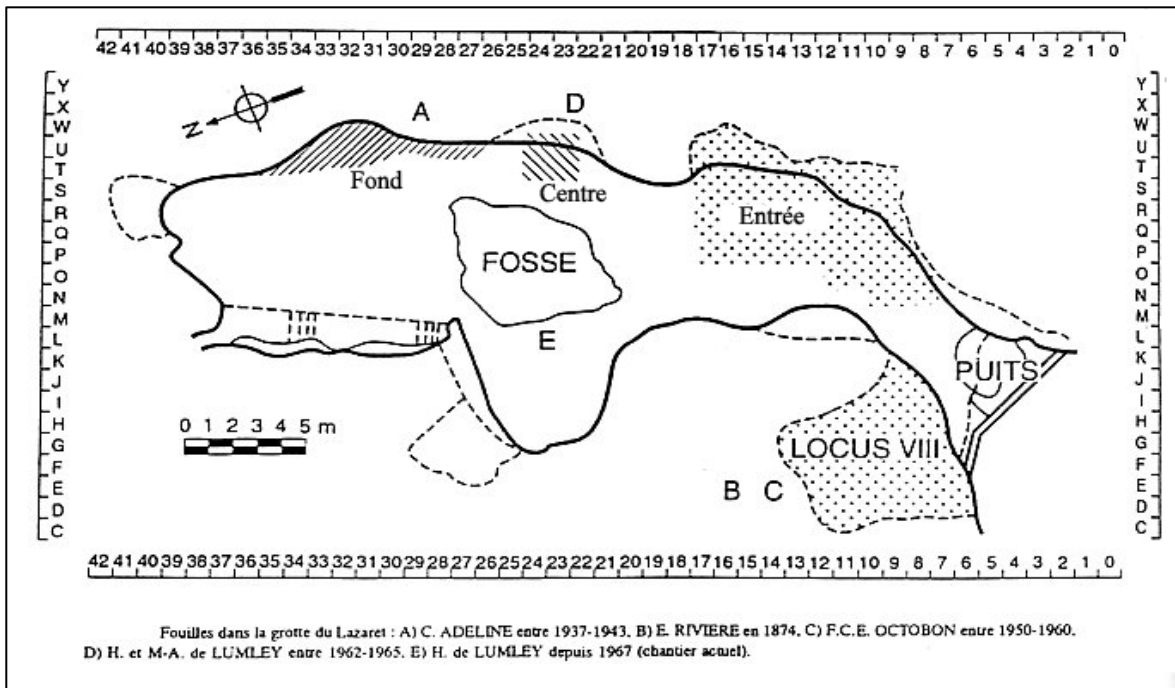 42 41 40 39 38 37 36 35 34 33 32 31 30 29 28 27 26 25 24 23 22 21 20 19 18 17 16 15 14 13 12 11 10 9 8 7 6 5 4 3 2 1 0
Y Y
X A D X
W N W
U U
T Fond Centre T
S S
R Entrée R
Q Q
P FOSSE P
O O
N N
M M
L E L
K PUITS K
J J
I I
H 0 1 2 3 4 5 m H
G LOCUS VIII G
F F
E B C E
D D
C C
42 41 40 39 38 37 36 35 34 33 32 31 30 29 28 27 26 25 24 23 22 21 20 19 18 17 16 15 14 13 12 11 10 9 8 7 6 5 4 3 2 1 0
Fouilles dans la grotte du Lazaret : A) C. ADELINE entre 1937-1943, B) E. RIVIERE en 1874, C) F.C.E. OCTOBON entre 1950-1960,
D) H. et M-A. de LUMLEY entre 1962-1965, E) H. de LUMLEY depuis 1967 (chantier actuel).